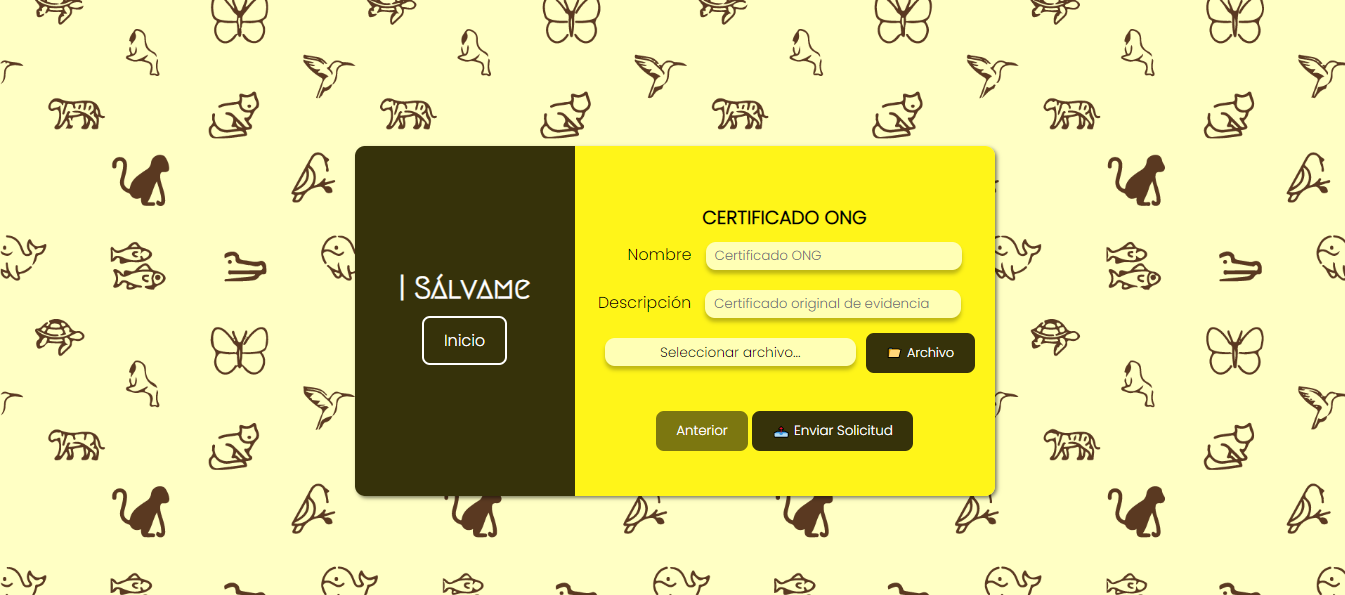 | SÁLVAME
Inicio
CERTIFICADO ONG
Nombre
Certificado ONG
Descripción
Certificado original de evidencia
Seleccionar archivo...
Archivo
Anterior
Enviar Solicitud